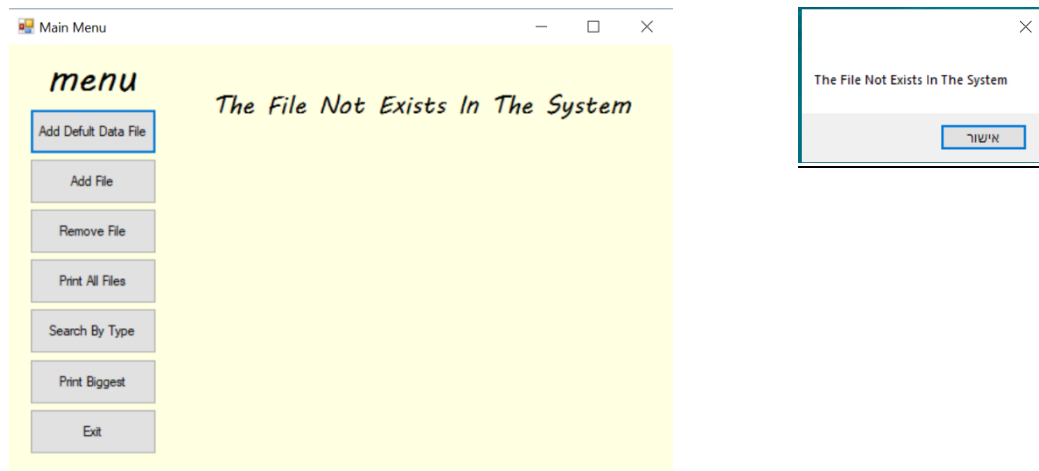 Main Menu
menu
The File Not Exists In The System
Add Defult Data File
Add File
Remove File
Print All Files
Search By Type
Print Biggest
Exit
The File Not Exists In The System
אישור